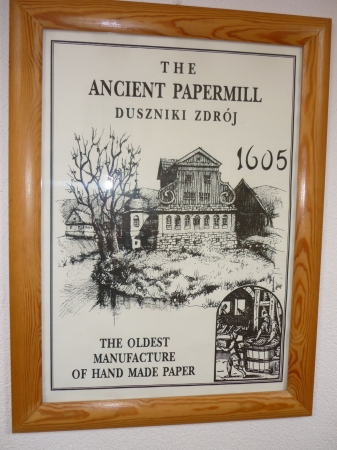 THE
ANCIENT PAPERMILL
DUSZNIKI ZDRÓJ
1605
THE OLDEST
MANUFACTURE
OF HAND MADE PAPER